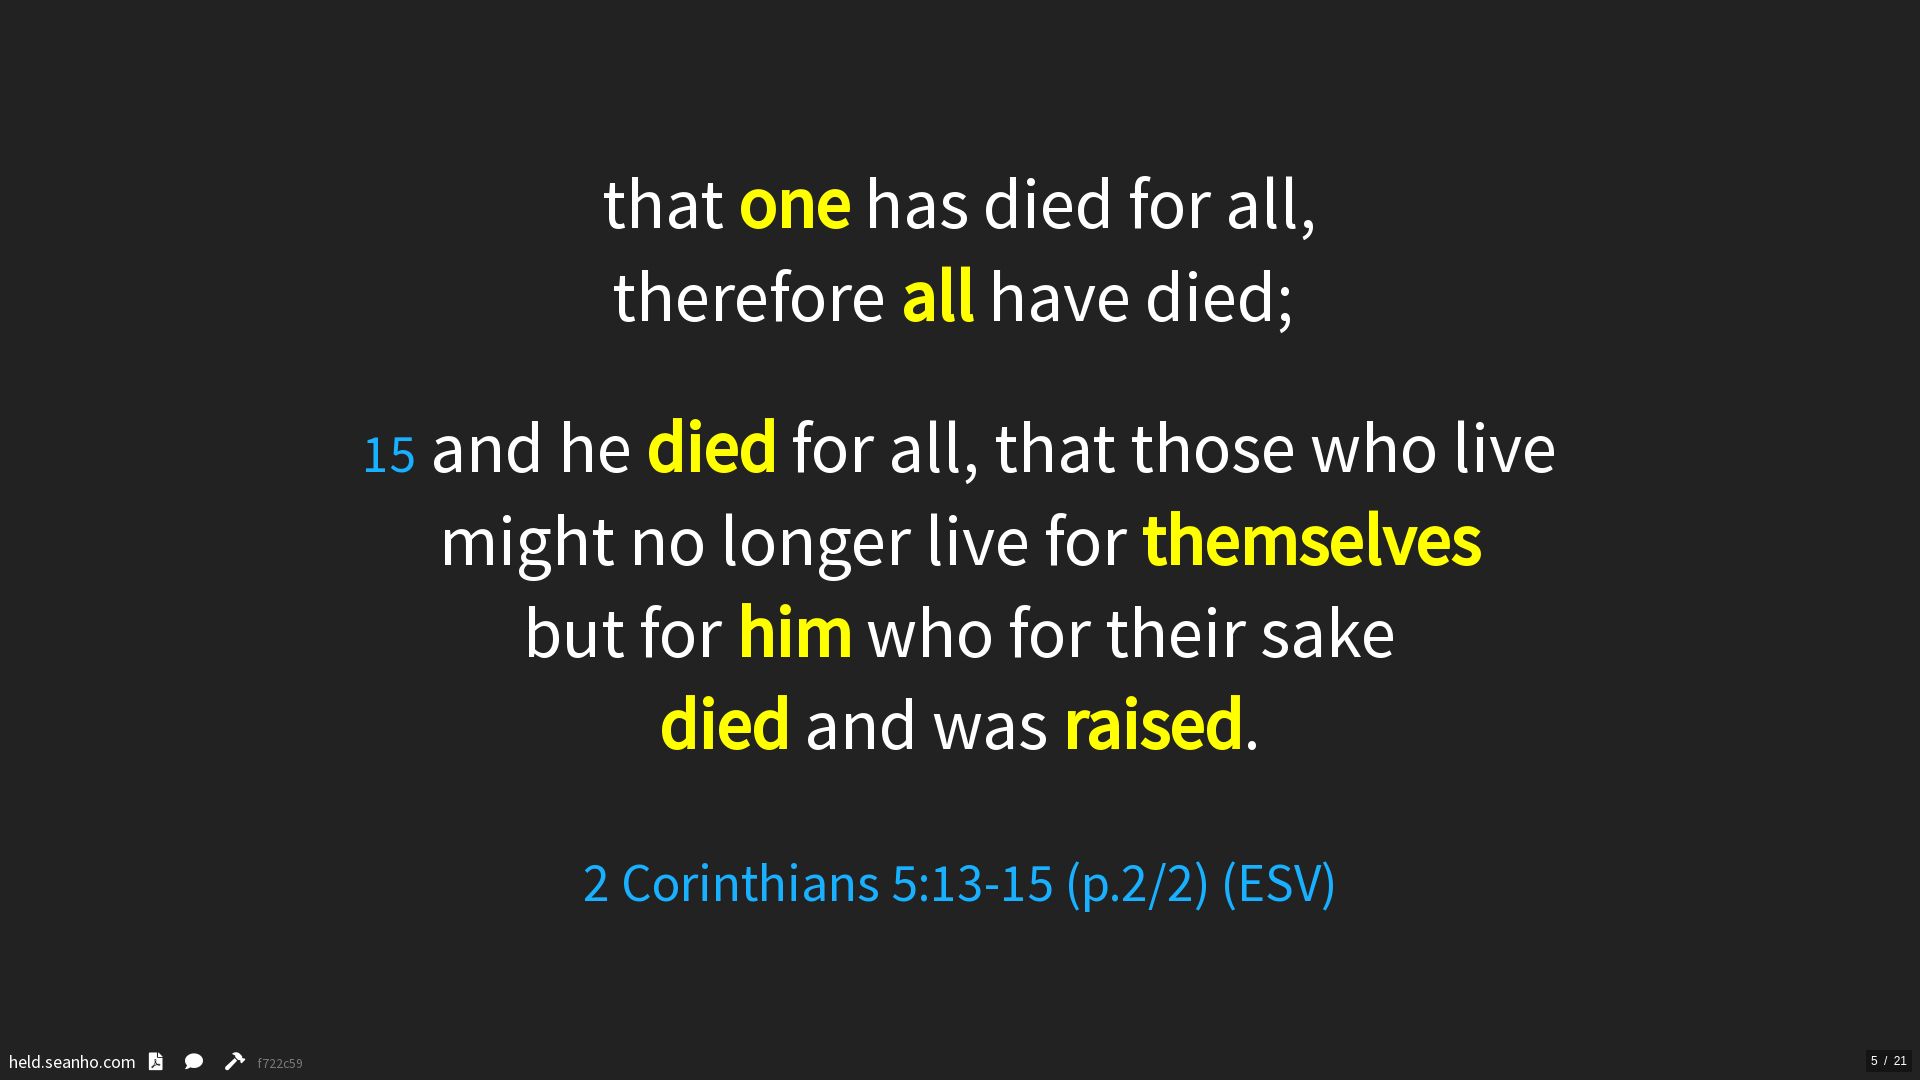 that one has died for all,
therefore all have died;
15 and he died for all, that those who live
might no longer live for themselves
but for him who for their sake
died and was raised.
2 Corinthians 5:13-15 (p.2/2) (ESV)
held.seanho.com f722c59
5 / 21